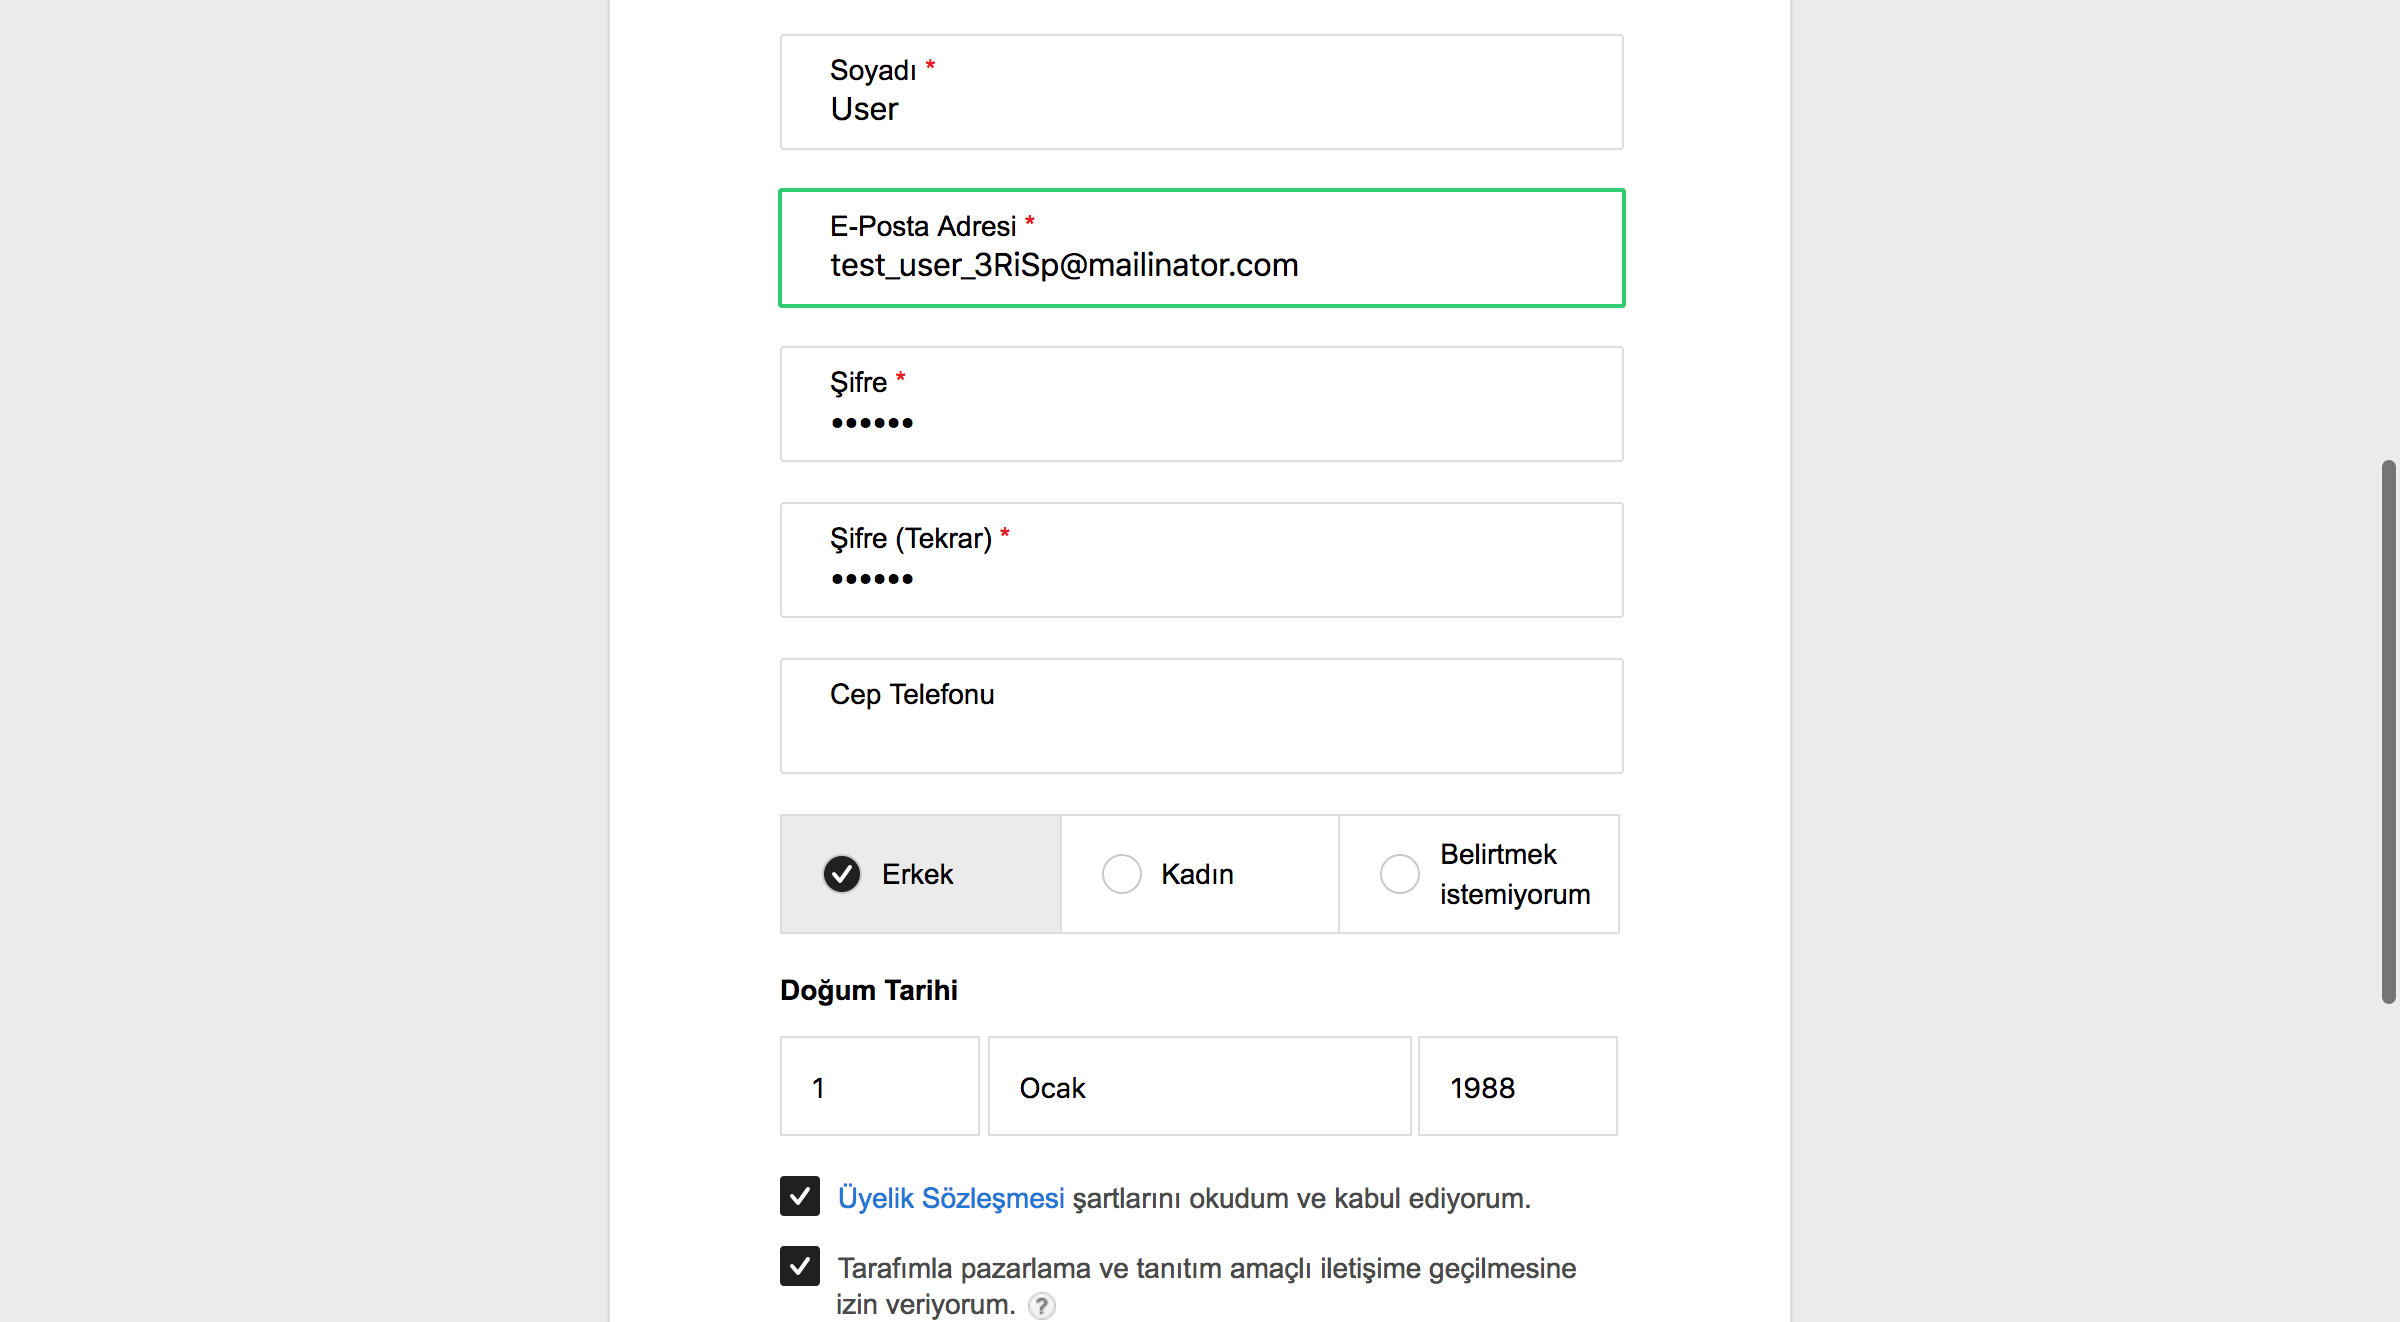 Soyadı *
User
E-Posta Adresi *
test_user_3RiSp@mailinator.com
Şifre *
••••••
Şifre (Tekrar) *
••••••
Cep Telefonu
Erkek
Kadın
Belirtmek
istemiyorum
Doğum Tarihi
1
Ocak
1988
Üyelik Sözleşmesi şartlarını okudum ve kabul ediyorum.
Tarafımla pazarlama ve tanıtım amaçlı iletişime geçilmesine
izin veriyorum. ?